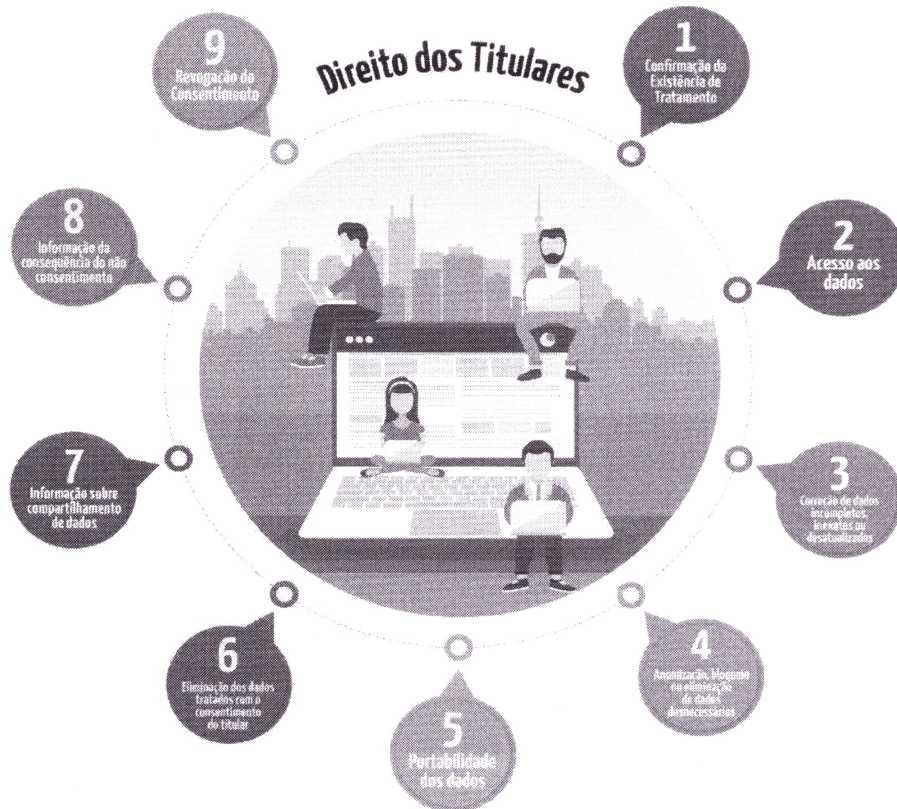 Direito dos Titulares
1
Confirmação da
Existência de
Tratamento
2
Acesso aos
dados
3
Correção de dados
incompletos,
inexatos ou
desatualizados
4
Anonização, bloqueio
ou eliminação
de dados
desnecessários
5
Portabilidade
dos dados
6
Eliminação dos dados
tratados com o
consentimento
do titular
7
Informação sobre
compartilhamento
de dados
8
Informação da
consequência do não
consentimento
9
Revogação do
Consentimento